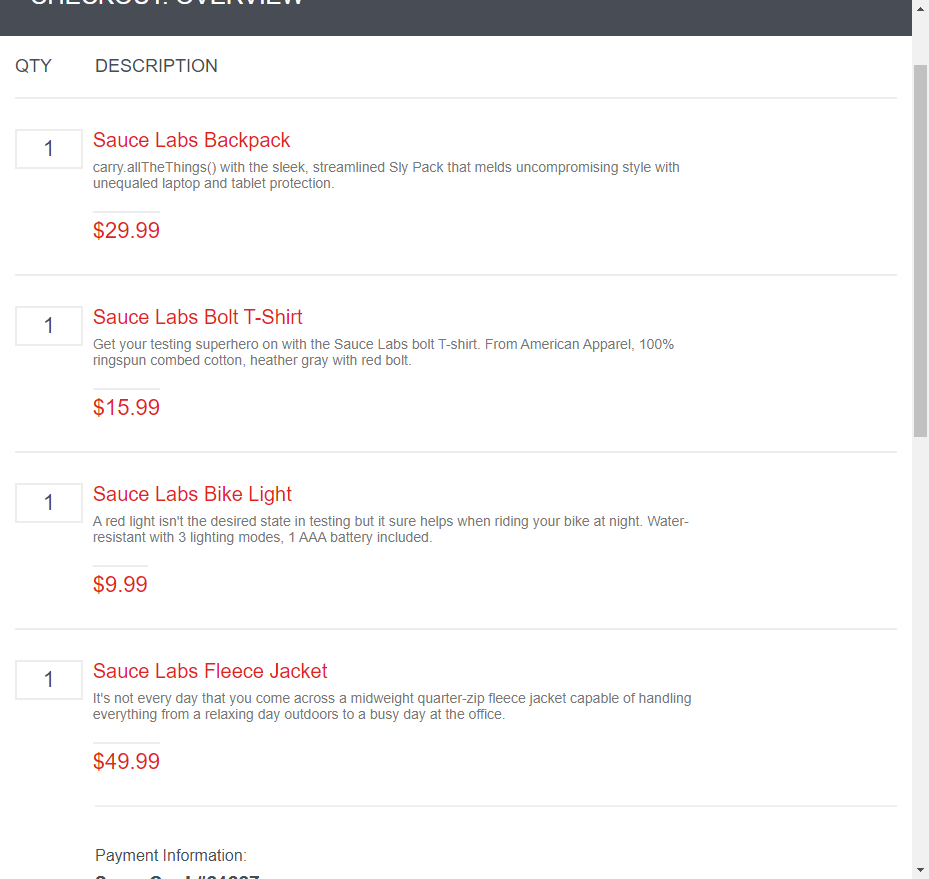 CHECKOUT: OVERVIEW
QTY DESCRIPTION
1 Sauce Labs Backpack
carry.allTheThings() with the sleek, streamlined Sly Pack that melds uncompromising style with
unequaled laptop and tablet protection.
$29.99
1 Sauce Labs Bolt T-Shirt
Get your testing superhero on with the Sauce Labs bolt T-shirt. From American Apparel, 100%
ringspun combed cotton, heather gray with red bolt.
$15.99
1 Sauce Labs Bike Light
A red light isn't the desired state in testing but it sure helps when riding your bike at night. Water-
resistant with 3 lighting modes, 1 AAA battery included.
$9.99
1 Sauce Labs Fleece Jacket
It's not every day that you come across a midweight quarter-zip fleece jacket capable of handling
everything from a relaxing day outdoors to a busy day at the office.
$49.99
Payment Information: